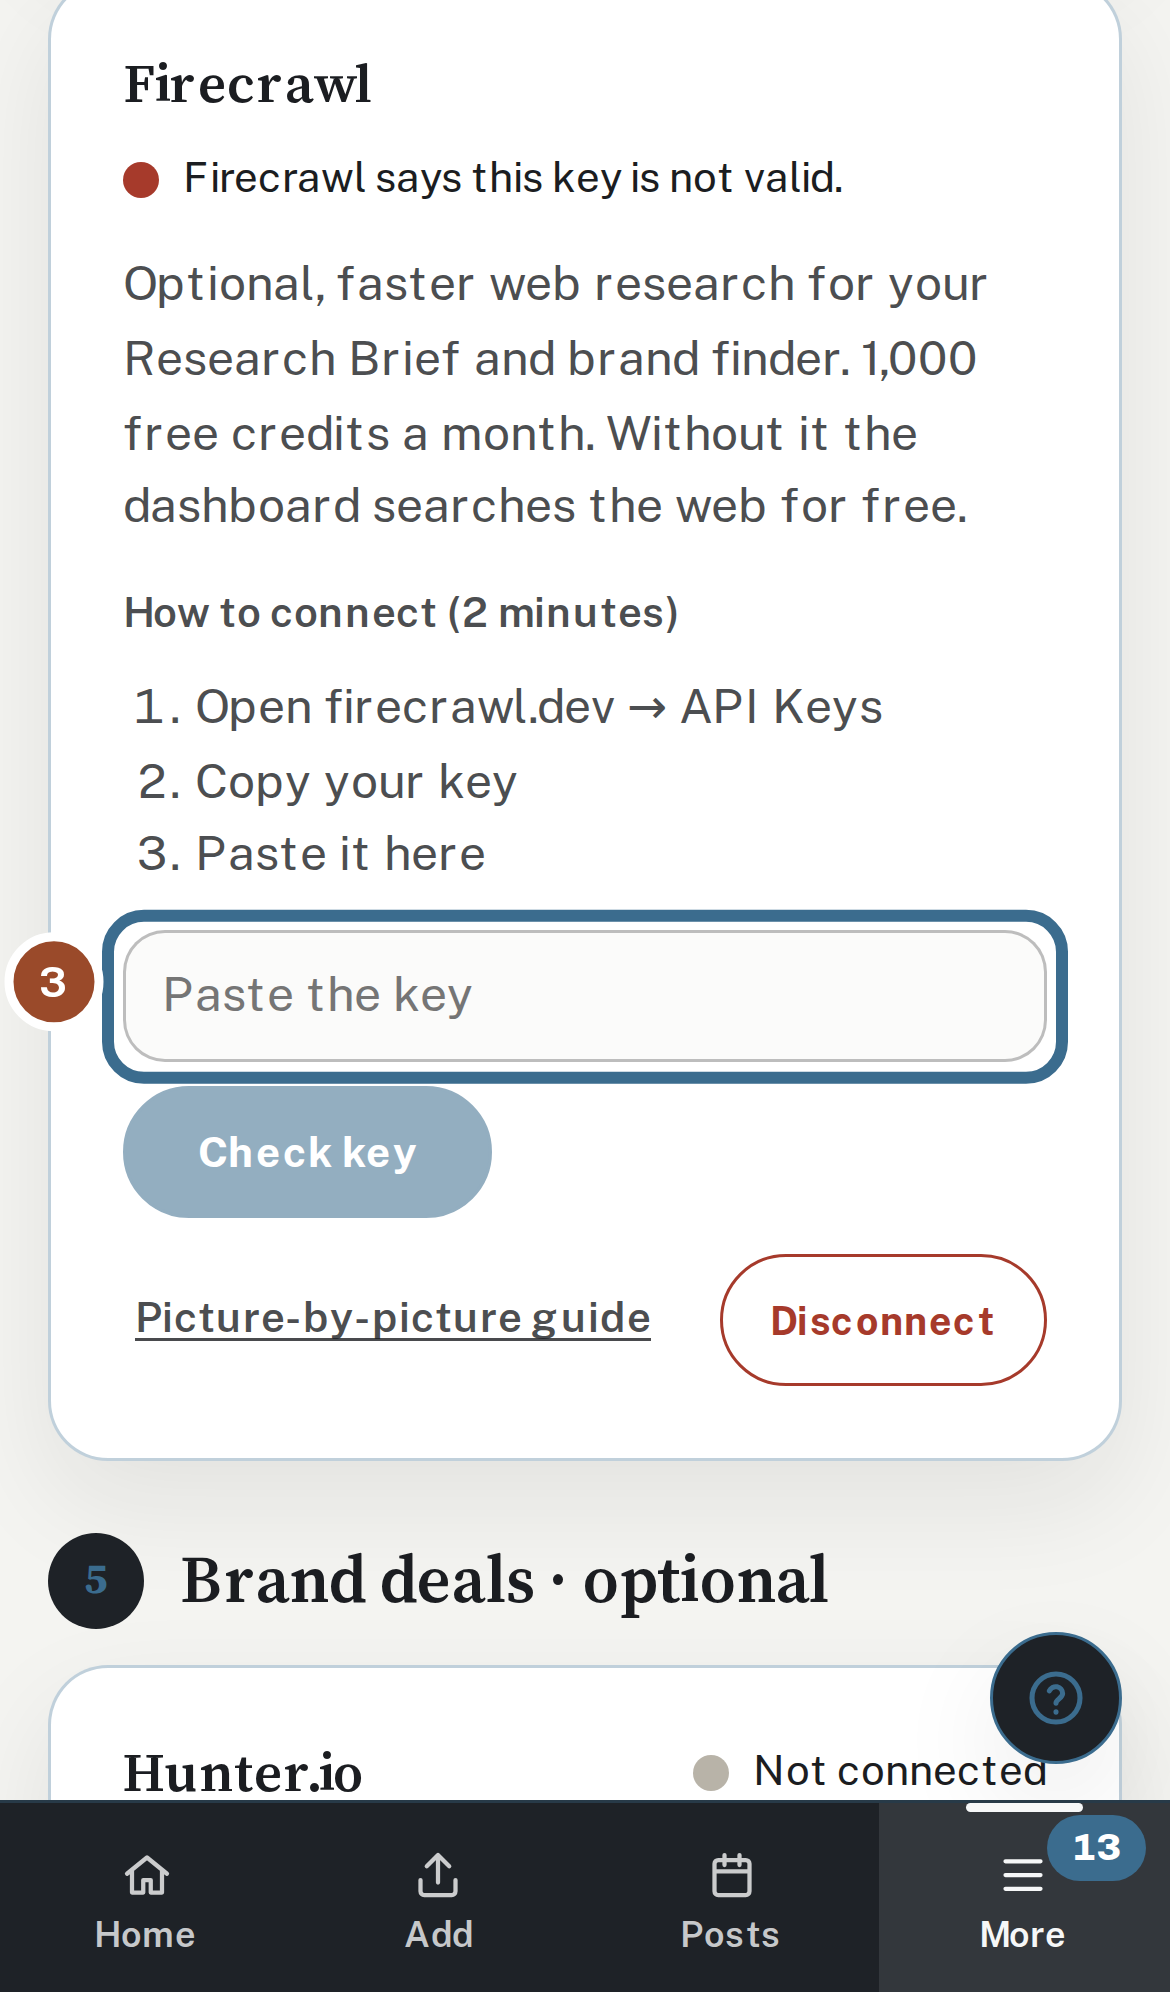 Firecrawl
Firecrawl says this key is not valid.
Optional, faster web research for your
Research Brief and brand finder. 1,000
free credits a month. Without it the
dashboard searches the web for free.
How to connect (2 minutes)
1. Open firecrawl.dev → API Keys
2. Copy your key
3. Paste it here
3
Paste the key
Check key
Picture-by-picture guide
Disconnect
5
Brand deals · optional
Hunter.io
Not connected
13
Home
Add
Posts
More